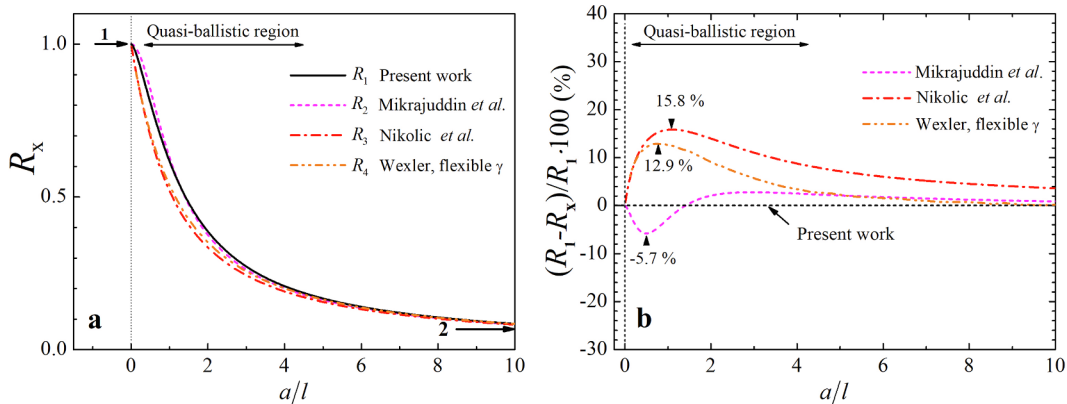 Quasi-ballistic region
1
R₁ Present work
R₂ Mikrajuddin et al.
R₃ Nikolic et al.
R₄ Wexler, flexible γ
Rₓ
1.0
0.5
0.0
a
2
0 2 4 6 8 10
a/l
Quasi-ballistic region
Mikrajuddin et al.
Nikolic et al.
Wexler, flexible γ
15.8 %
12.9 %
-5.7 %
Present work
(R₁-Rₓ)/R₁·100 (%)
40
30
20
10
0
-10
-20
-30
b
0 2 4 6 8 10
a/l